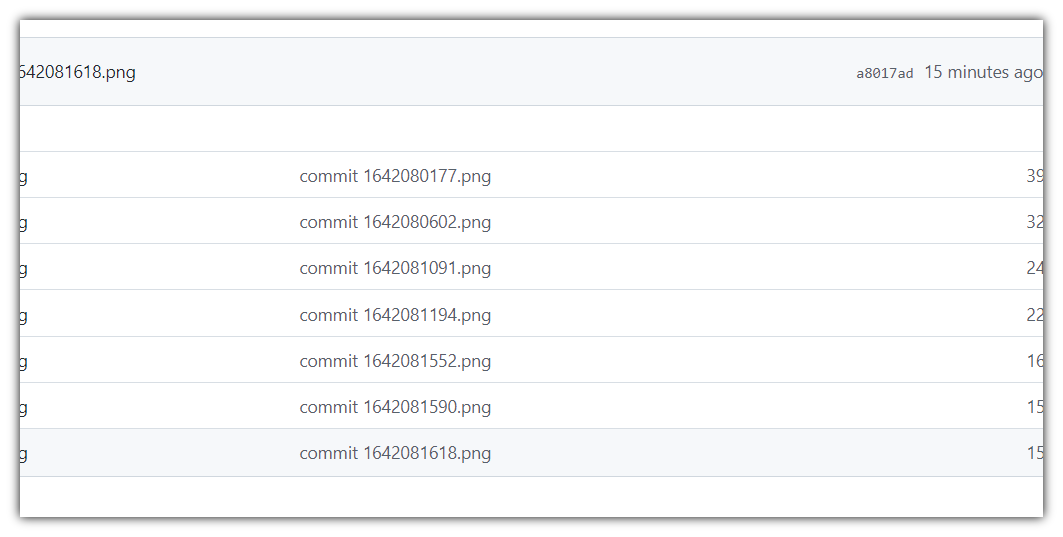 642081618.png a8017ad 15 minutes ago
g commit 1642080177.png 39
g commit 1642080602.png 32
g commit 1642081091.png 24
g commit 1642081194.png 22
g commit 1642081552.png 16
g commit 1642081590.png 15
g commit 1642081618.png 15